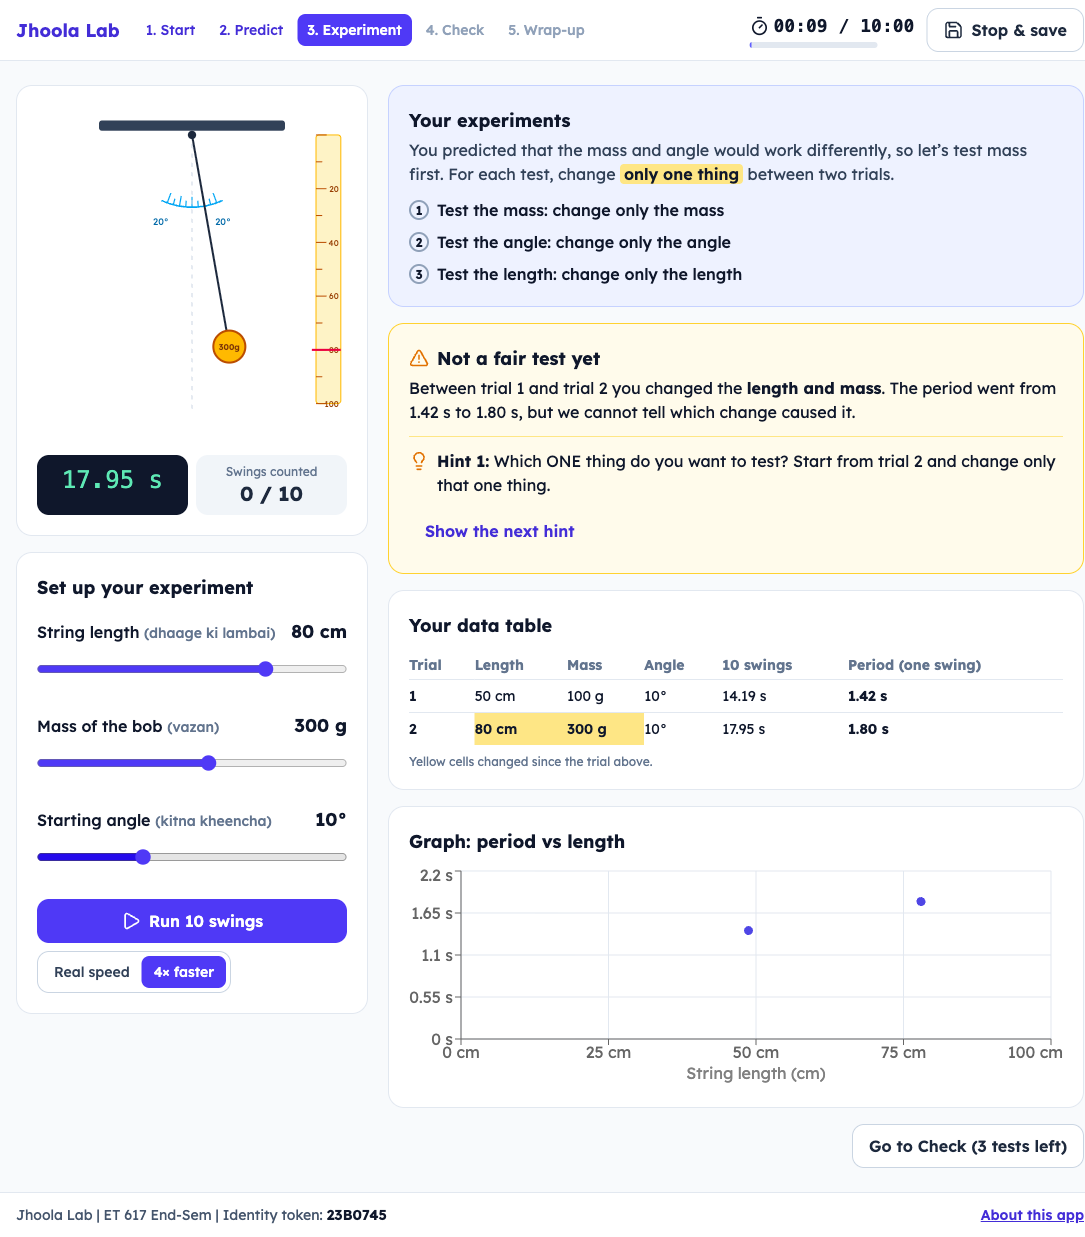 Jhoola Lab
1. Start
2. Predict
3. Experiment
4. Check
5. Wrap-up
00:09 / 10:00
Stop & save
20°
20°
300g
20
40
60
80
100
17.95 s
Swings counted
0 / 10
Set up your experiment
String length (dhaage ki lambai) 80 cm
Mass of the bob (vazan) 300 g
Starting angle (kitna kheencha) 10°
Run 10 swings
Real speed
4× faster
Your experiments
You predicted that the mass and angle would work differently, so let's test mass
first. For each test, change only one thing between two trials.
1 Test the mass: change only the mass
2 Test the angle: change only the angle
3 Test the length: change only the length
Not a fair test yet
Between trial 1 and trial 2 you changed the length and mass. The period went from
1.42 s to 1.80 s, but we cannot tell which change caused it.
Hint 1: Which ONE thing do you want to test? Start from trial 2 and change only
that one thing.
Show the next hint
Your data table
Trial Length Mass Angle 10 swings Period (one swing)
1 50 cm 100 g 10° 14.19 s 1.42 s
2 80 cm 300 g 10° 17.95 s 1.80 s
Yellow cells changed since the trial above.
Graph: period vs length
2.2 s
1.65 s
1.1 s
0.55 s
0 s
0 cm 25 cm 50 cm 75 cm 100 cm
String length (cm)
Go to Check (3 tests left)
Jhoola Lab | ET 617 End-Sem | Identity token: 23B0745
About this app